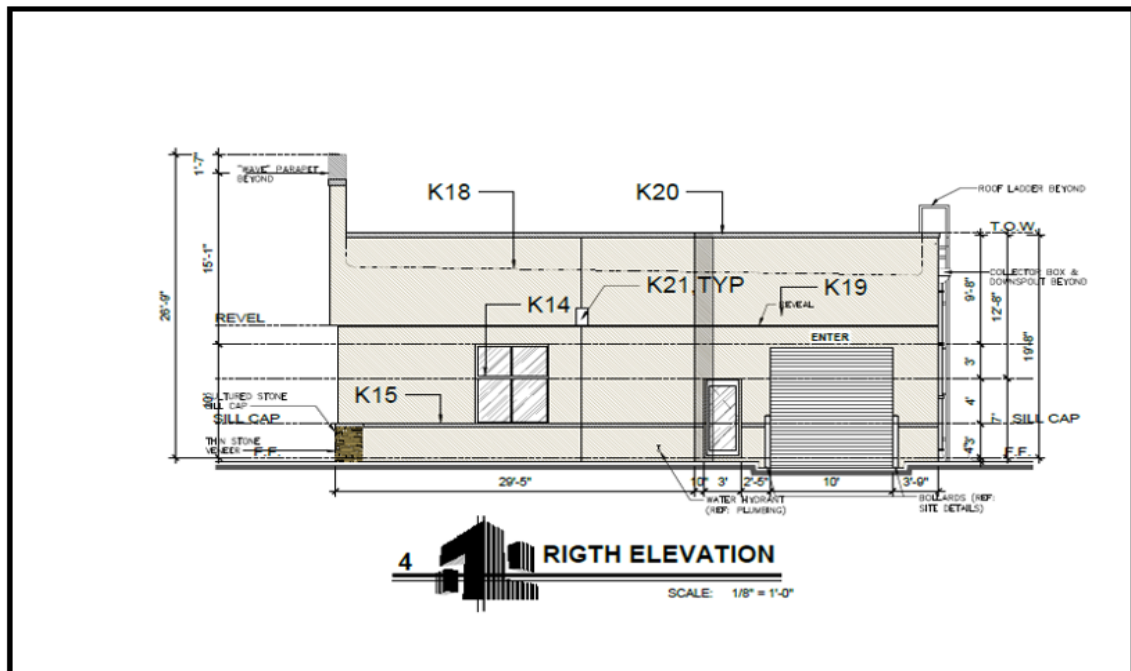 1'-7"
"WAVE" PARAPET
BEYOND
K18
K20
ROOF LADDER BEYOND
T.O.W.
15'-1"
26'-9"
K21,TYP
K19
K14
COLLECTOR BOX &
DOWNSPOUT BEYOND
9'-8"
12'-8"
19'-8"
REVEL
REVEAL
ENTER
3'
K15
CULTURED STONE
SILL CAP
4'
SILL CAP
7'
SILL CAP
THIN STONE
VENEER
F.F.
3'
4"
F.F.
29'-5"
10"
3'
2'-5"
10'
3'-9"
WATER HYDRANT
(REF: PLUMBING)
BOLLARDS (REF:
SITE DETAILS)
4
RIGTH ELEVATION
SCALE: 1/8" = 1'-0"